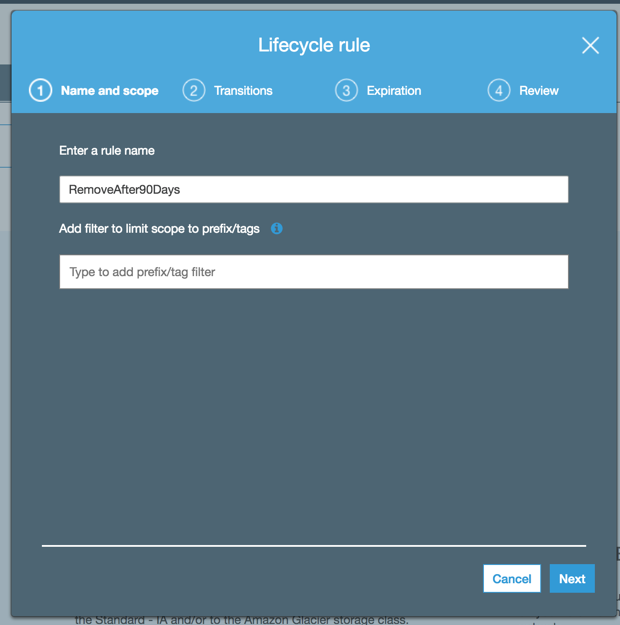 Lifecycle rule
1 Name and scope 2 Transitions 3 Expiration 4 Review
Enter a rule name
RemoveAfter90Days
Add filter to limit scope to prefix/tags
Type to add prefix/tag filter
Cancel Next
the Standard - IA and/or to the Amazon Glacier storage class.